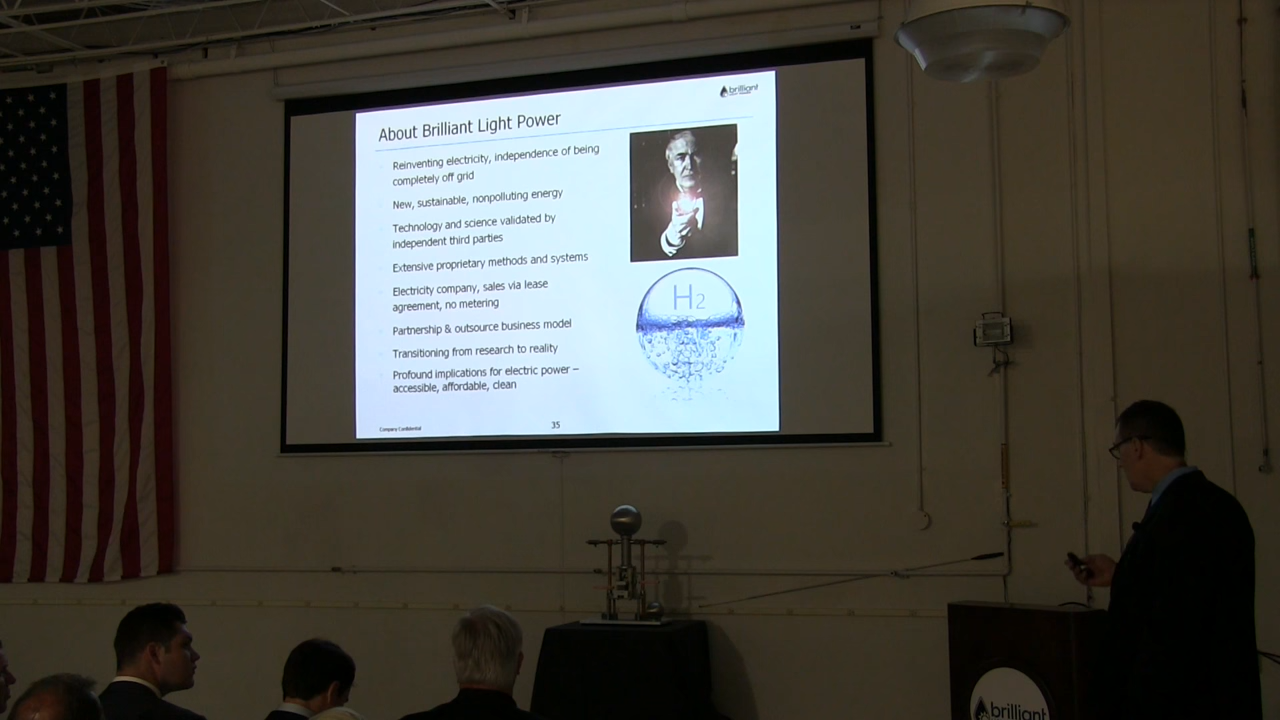 brilliant
About Brilliant Light Power
Reinventing electricity, independence of being
completely off grid
New, sustainable, nonpolluting energy
Technology and science validated by
independent third parties
Extensive proprietary methods and systems
Electricity company, sales via lease
agreement, no metering
Partnership & outsource business model
Transitioning from research to reality
Profound implications for electric power –
accessible, affordable, clean
H2
Company Confidential
35
brilliant